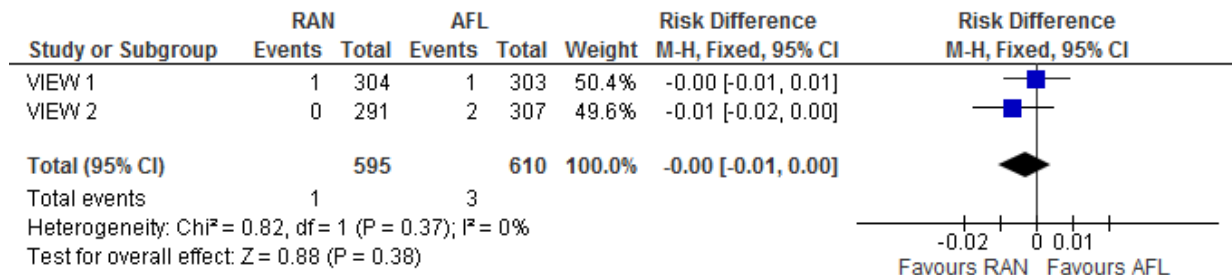 RAN AFL Risk Difference Risk Difference
Study or Subgroup Events Total Events Total Weight M-H, Fixed, 95% CI M-H, Fixed, 95% CI
VIEW 1 1 304 1 303 50.4% -0.00 [-0.01, 0.01]
VIEW 2 0 291 2 307 49.6% -0.01 [-0.02, 0.00]
Total (95% CI) 595 610 100.0% -0.00 [-0.01, 0.00]
Total events 1 3
Heterogeneity: Chi² = 0.82, df = 1 (P = 0.37); I² = 0%
Test for overall effect: Z = 0.88 (P = 0.38)
-0.02 0 0.01
Favours RAN Favours AFL